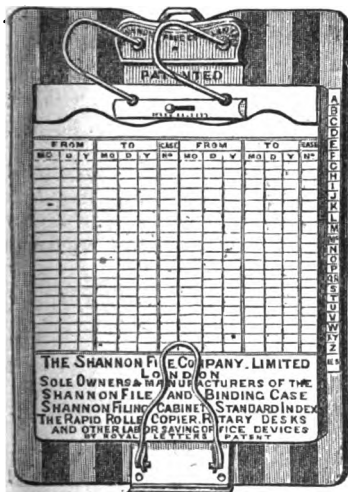 PATENTED
FROM TO CASE FROM TO CASE
MO D Y MO D Y Nº MO D Y MO D Y Nº
A
B
C
D
E
F
G
H
I
J
K
L
M
N
O
P
S
T
U
V
W
Z
THE SHANNON FILE COMPANY. LIMITED
LONDON
SOLE OWNERS & MANUFACTURERS OF THE
SHANNON FILE AND BINDING CASE
SHANNON FILING CABINET STANDARD INDEX
THE RAPID ROLLER COPIER. ROTARY DESKS
AND OTHER LABOR SAVING OFFICE DEVICES
BY ROYAL LETTERS PATENT